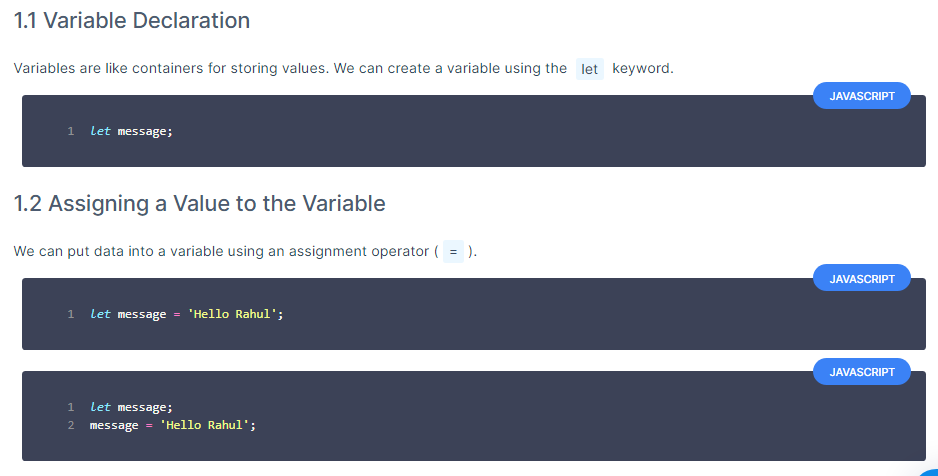 1.1 Variable Declaration
Variables are like containers for storing values. We can create a variable using the let keyword.
JAVASCRIPT
1 let message;
1.2 Assigning a Value to the Variable
We can put data into a variable using an assignment operator ( = ).
JAVASCRIPT
1 let message = 'Hello Rahul';
JAVASCRIPT
1 let message;
2 message = 'Hello Rahul';